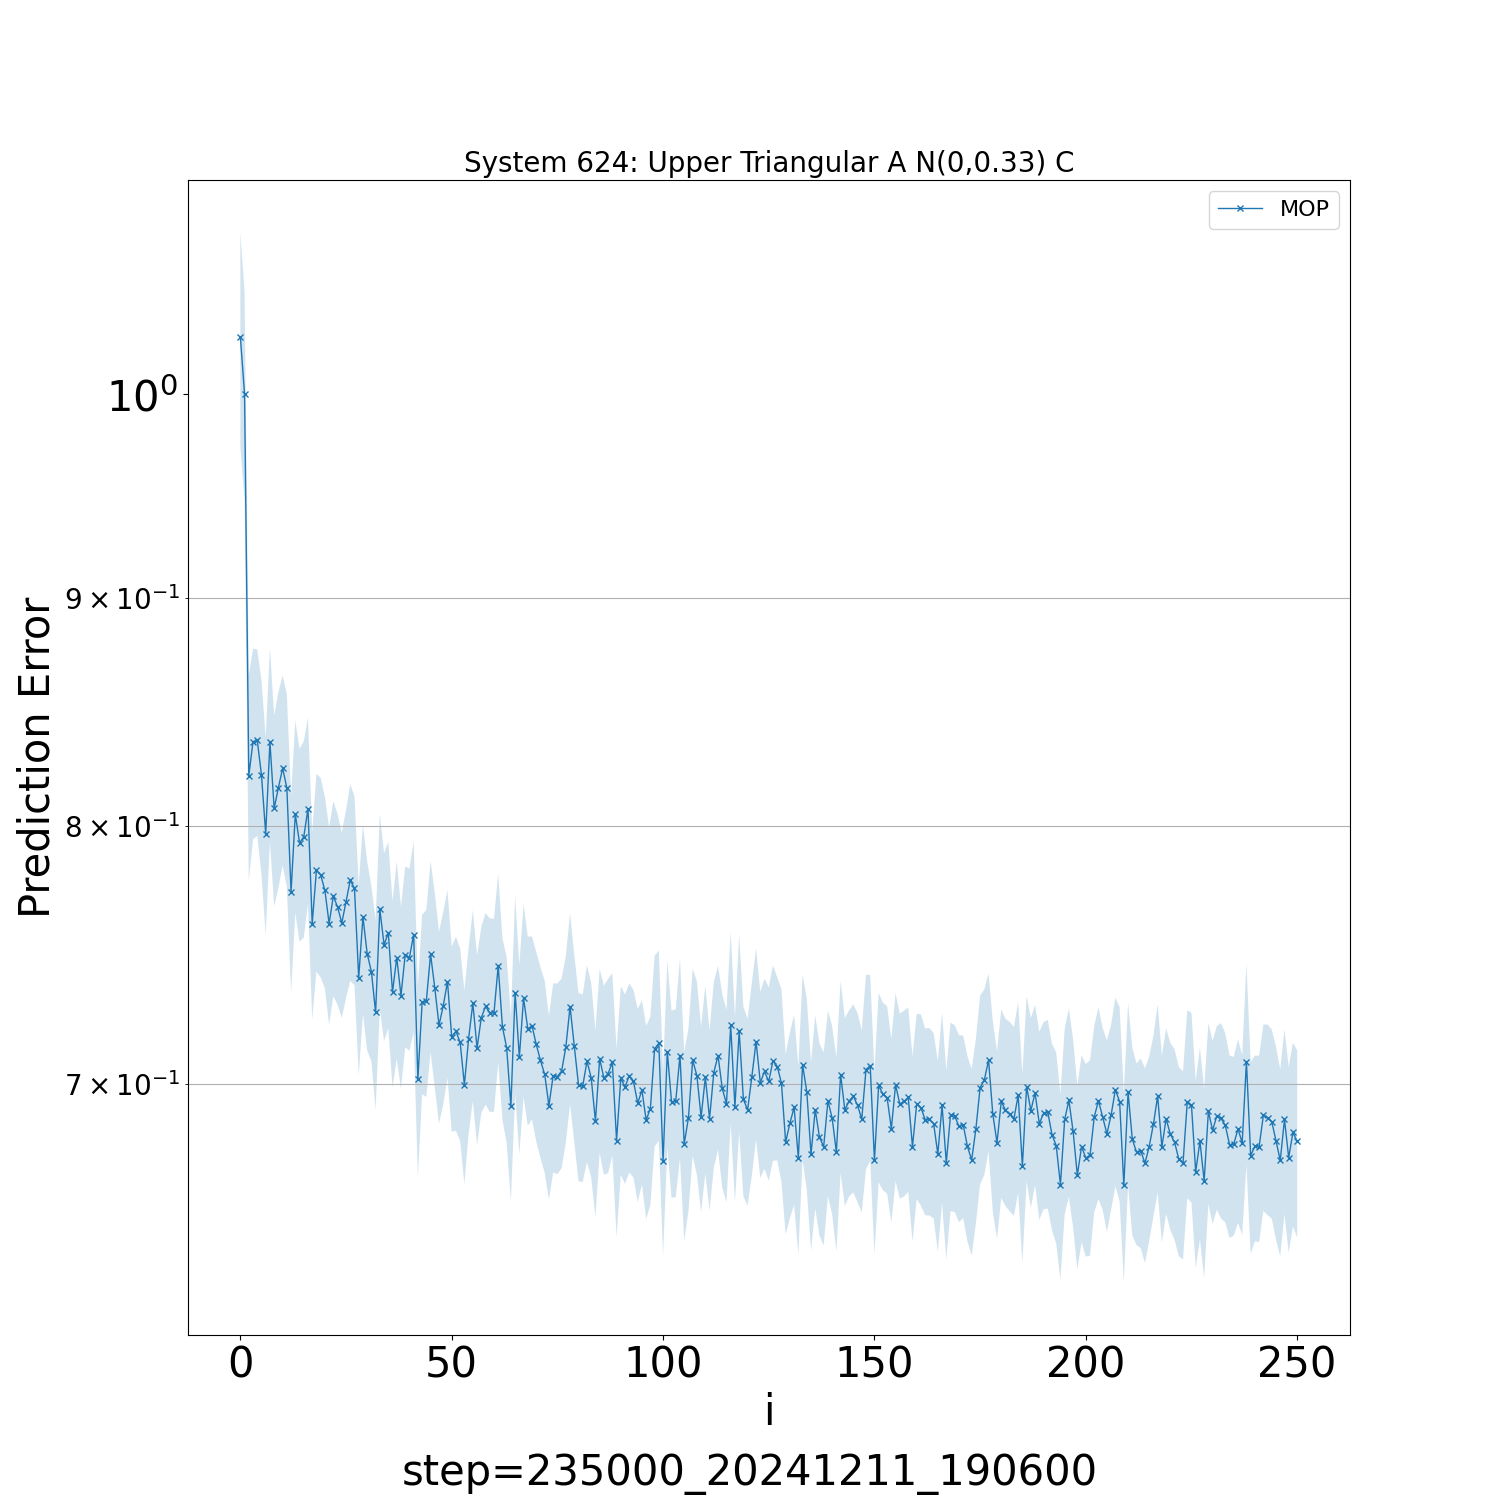 System 624: Upper Triangular A N(0,0.33) C
MOP
Prediction Error
10⁰
9 × 10⁻¹
8 × 10⁻¹
7 × 10⁻¹
0 50 100 150 200 250
i
step=235000_20241211_190600